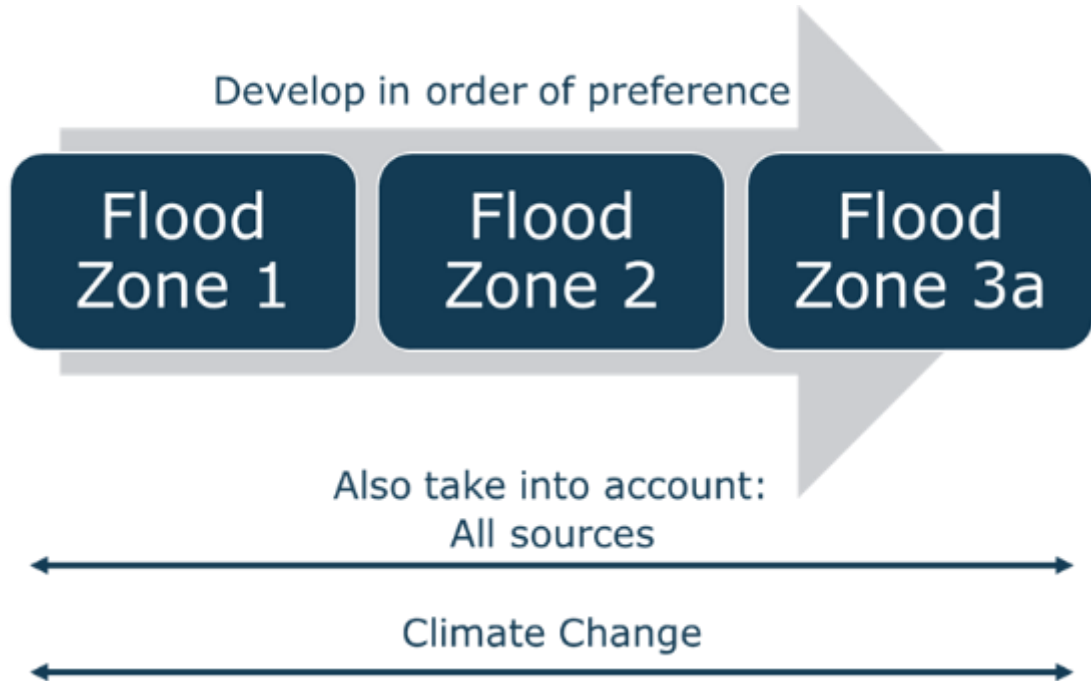 Develop in order of preference
Flood
Zone 1
Flood
Zone 2
Flood
Zone 3a
Also take into account:
All sources
Climate Change